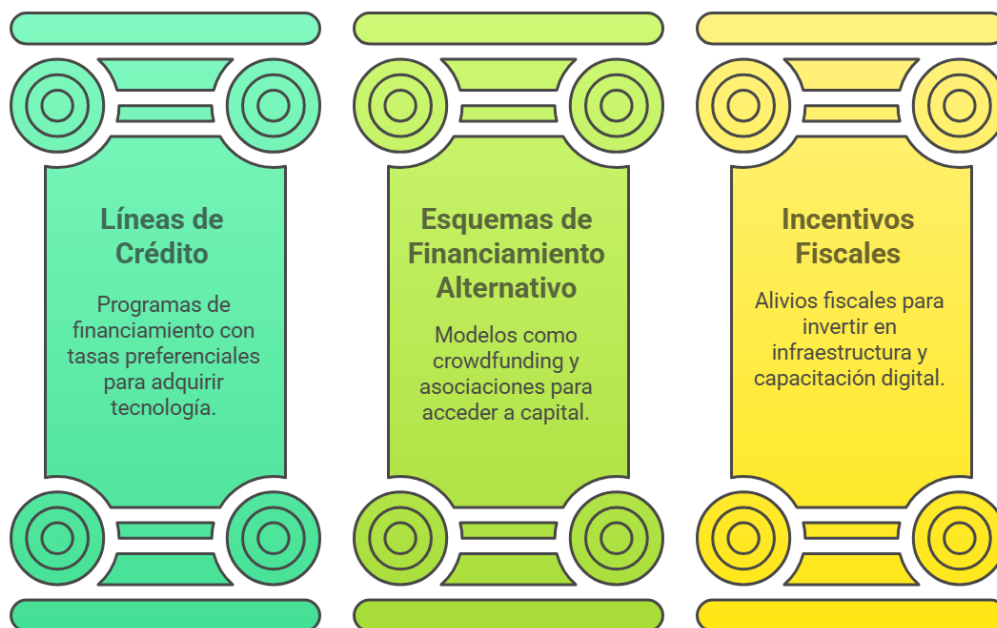 Líneas de
Crédito
Programas de
financiamiento con
tasas preferenciales
para adquirir
tecnología.
Esquemas de
Financiamiento
Alternativo
Modelos como
crowdfunding y
asociaciones para
acceder a capital.
Incentivos
Fiscales
Alivios fiscales para
invertir en
infraestructura y
capacitación digital.